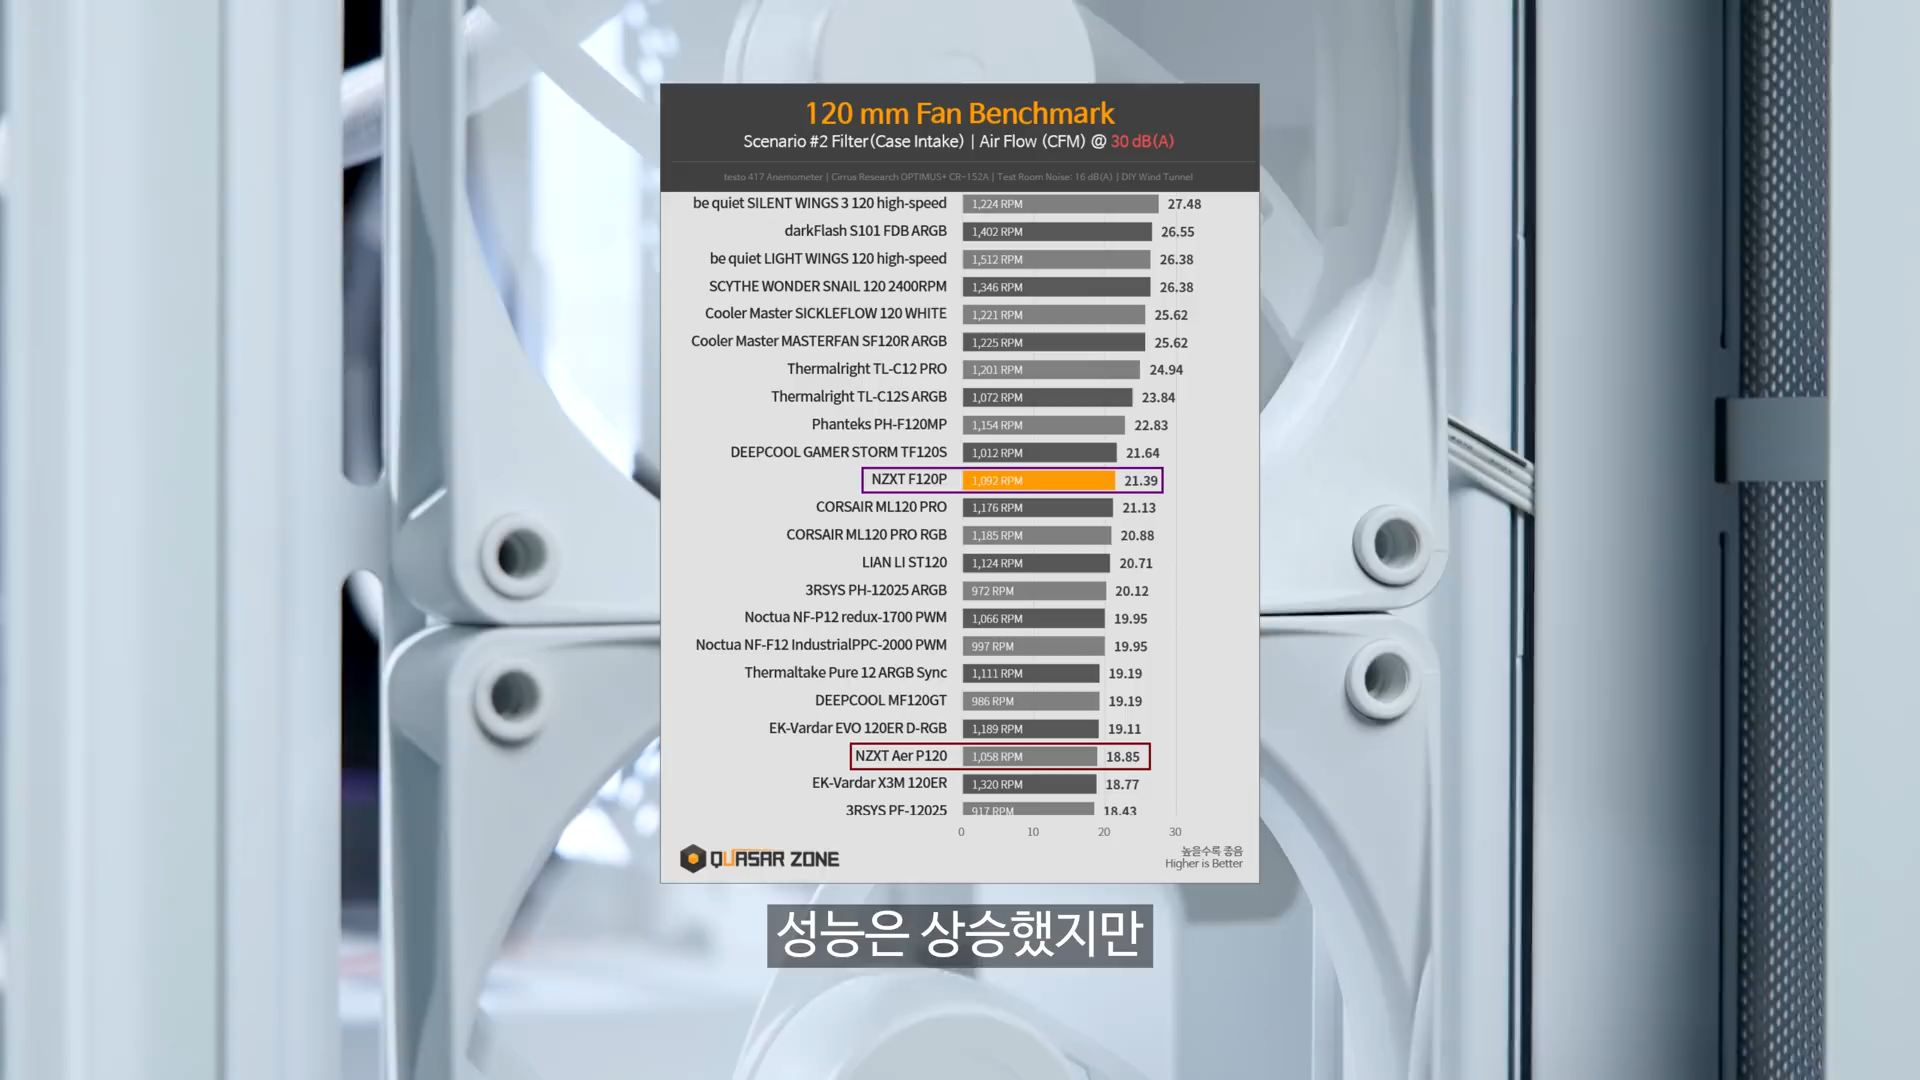 120 mm Fan Benchmark
Scenario #2 Filter(Case Intake) | Air Flow (CFM) @ 30 dB(A)
testo 417 Anemometer | Cirrus Research OPTIMUS+ CR-152A | Test Room Noise: 16 dB(A) | DIY Wind Tunnel
be quiet SILENT WINGS 3 120 high-speed 1,224 RPM 27.48
darkFlash S101 FDB ARGB 1,402 RPM 26.55
be quiet LIGHT WINGS 120 high-speed 1,512 RPM 26.38
SCYTHE WONDER SNAIL 120 2400RPM 1,346 RPM 26.38
Cooler Master SICKLEFLOW 120 WHITE 1,221 RPM 25.62
Cooler Master MASTERFAN SF120R ARGB 1,225 RPM 25.62
Thermalright TL-C12 PRO 1,201 RPM 24.94
Thermalright TL-C12S ARGB 1,072 RPM 23.84
Phanteks PH-F120MP 1,154 RPM 22.83
DEEPCOOL GAMER STORM TF120S 1,012 RPM 21.64
NZXT F120P 1,092 RPM 21.39
CORSAIR ML120 PRO 1,176 RPM 21.13
CORSAIR ML120 PRO RGB 1,185 RPM 20.88
LIAN LI ST120 1,124 RPM 20.71
3RSYS PH-12025 ARGB 972 RPM 20.12
Noctua NF-P12 redux-1700 PWM 1,066 RPM 19.95
Noctua NF-F12 IndustrialPPC-2000 PWM 997 RPM 19.95
Thermaltake Pure 12 ARGB Sync 1,111 RPM 19.19
DEEPCOOL MF120GT 986 RPM 19.19
EK-Vardar EVO 120ER D-RGB 1,189 RPM 19.11
NZXT Aer P120 1,058 RPM 18.85
EK-Vardar X3M 120ER 1,320 RPM 18.77
3RSYS PF-12025 917 RPM 18.43
0 10 20 30
QUASAR ZONE
높을수록 좋음
Higher is Better
성능은 상승했지만